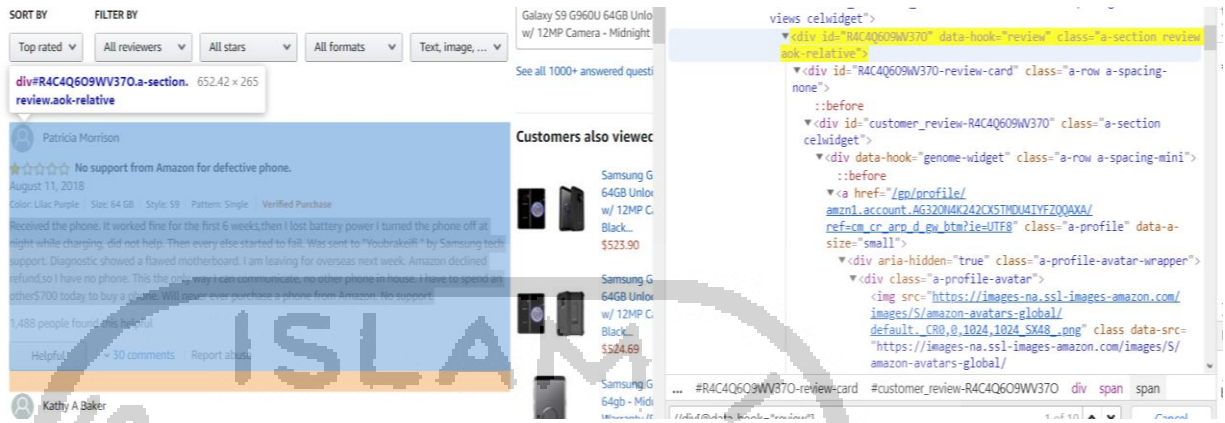 SORT BY
FILTER BY
Top rated
All reviewers
All stars
All formats
Text, image, ...
div#R4C4Q6O9WV37O.a-section. 652.42 × 265
review.aok-relative
Patricia Morrison
No support from Amazon for defective phone.
August 11, 2018
Color: Lilac Purple | Size: 64 GB Style: S9 Pattern: Single | Verified Purchase
Received the phone. It worked fine for the first 6 weeks,then I lost battery power I turned the phone off at
night while charging, did not help. Then every else started to fail. Was sent to "Youbrakeifi " by Samsung tech
support. Diagnostic showed a flawed motherboard. I am leaving for overseas next week. Amazon declined
refund,so I have no phone. This the only way I can communicate, no other phone in house. I have to spend an
other$700 today to buy a phone. Will never ever purchase a phone from Amazon. No support.
1,488 people found this helpful
Helpful
30 comments | Report abuse
Kathy A Baker
Galaxy S9 G960U 64GB Unlo
w/ 12MP Camera - Midnight
See all 1000+ answered questi
Customers also viewed
Samsung G
64GB Unloc
w/ 12MP C
Black...
$523.90
Samsung G
64GB Unloc
w/ 12MP C
Black...
$524.69
Samsung G
64gb - Mid
ISLAM
views celwidget">
▼<div id="R4C4Q6O9WV37O" data-hook="review" class="a-section review
aok-relative">
▼<div id="R4C4Q6O9WV37O-review-card" class="a-row a-spacing-
none">
::before
▼<div id="customer_review-R4C4Q6O9WV37O" class="a-section
celwidget">
▼<div data-hook="genome-widget" class="a-row a-spacing-mini">
::before
▼<a href="/gp/profile/
amzn1.account.AG32ON4K242CX5TMDU4IYFZQQAXA/
ref=cm_cr_arp_d_gw_btm?ie=UTF8" class="a-profile" data-a-
size="small">
▼<div aria-hidden="true" class="a-profile-avatar-wrapper">
▼<div class="a-profile-avatar">
<img src="https://images-na.ssl-images-amazon.com/
images/S/amazon-avatars-global/
default._CR0,0,1024,1024_SX48_.png" class data-src=
"https://images-na.ssl-images-amazon.com/images/S/
amazon-avatars-global/
... #R4C4Q6O9WV37O-review-card #customer_review-R4C4Q6O9WV37O div span span
//div[@data-hook="review"]
1 of 10
Cancel